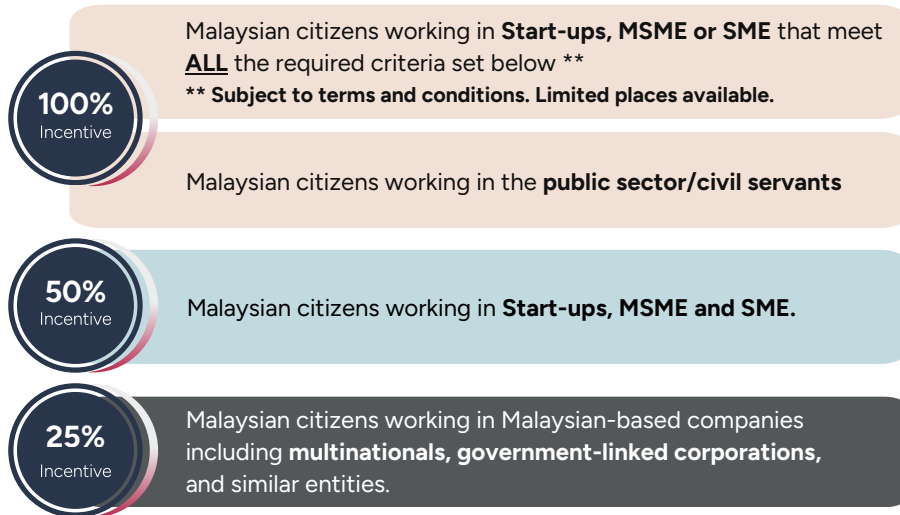 Malaysian citizens working in Start-ups, MSME or SME that meet
ALL the required criteria set below **
** Subject to terms and conditions. Limited places available.
100%
Incentive
Malaysian citizens working in the public sector/civil servants
50%
Incentive
Malaysian citizens working in Start-ups, MSME and SME.
25%
Incentive
Malaysian citizens working in Malaysian-based companies
including multinationals, government-linked corporations,
and similar entities.